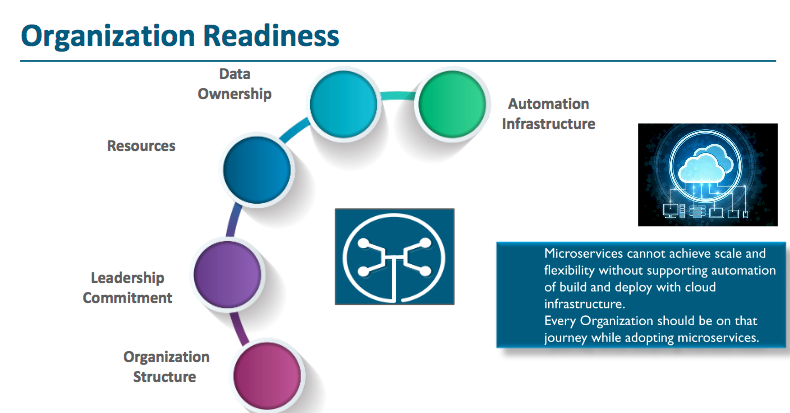 Organization Readiness
Data
Ownership
Automation
Infrastructure
Resources
Leadership
Commitment
Organization
Structure
Microservices cannot achieve scale and
flexibility without supporting automation
of build and deploy with cloud
infrastructure.
Every Organization should be on that
journey while adopting microservices.